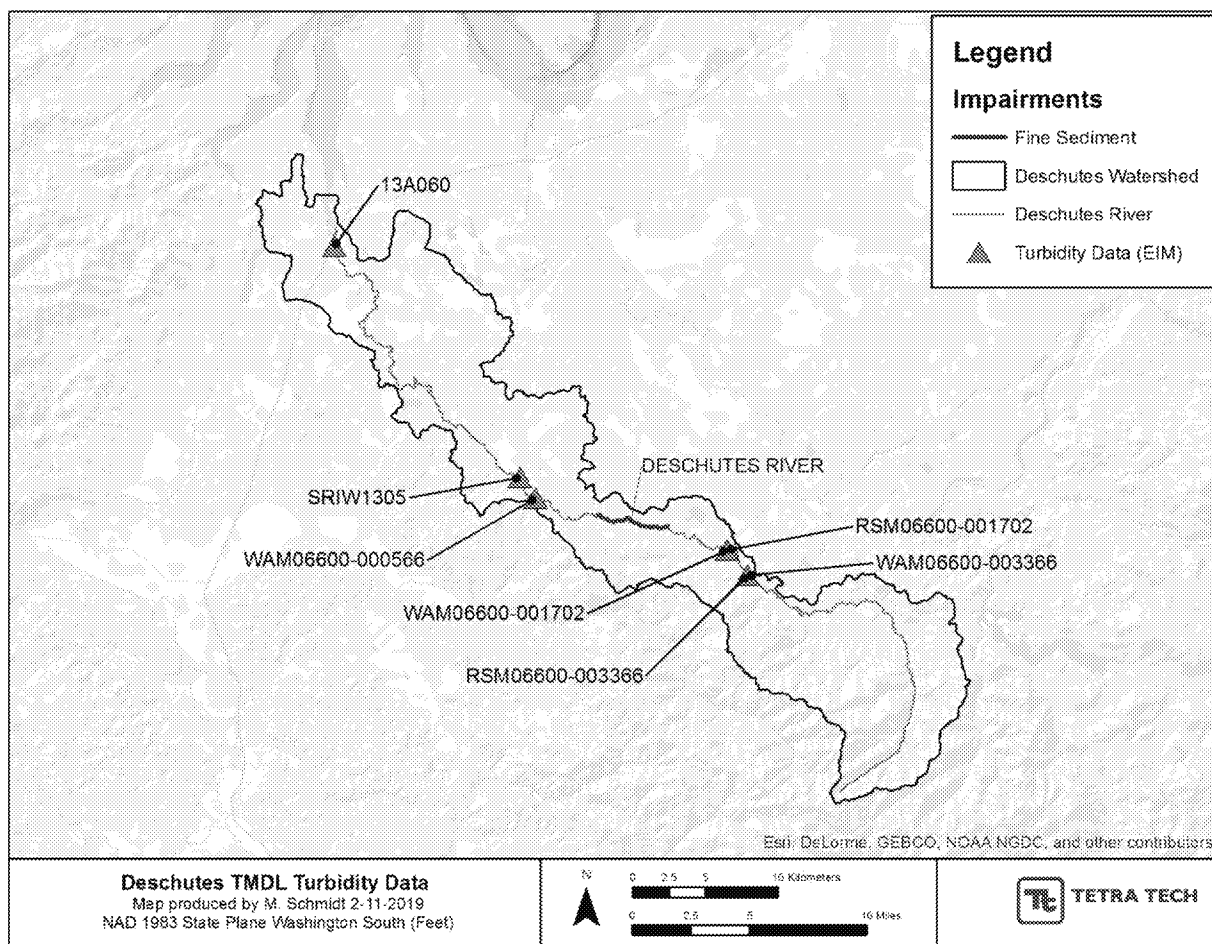 Legend
Impairments
Fine Sediment
Deschutes Watershed
Deschutes River
Turbidity Data (EIM)
13A060
DESCHUTES RIVER
SRIW1305
RSM06600-001702
WAM06600-000566
WAM06600-003366
WAM06600-001702
RSM06600-003366
Esri, DeLorme, GEBCO, NOAA NGDC, and other contributors
Deschutes TMDL Turbidity Data
Map produced by M. Schmidt 2-11-2019
NAD 1983 State Plane Washington South (Feet)
N
0 2.5 5 10 Kilometers
0 2.5 5 10 Miles
Tt TETRA TECH